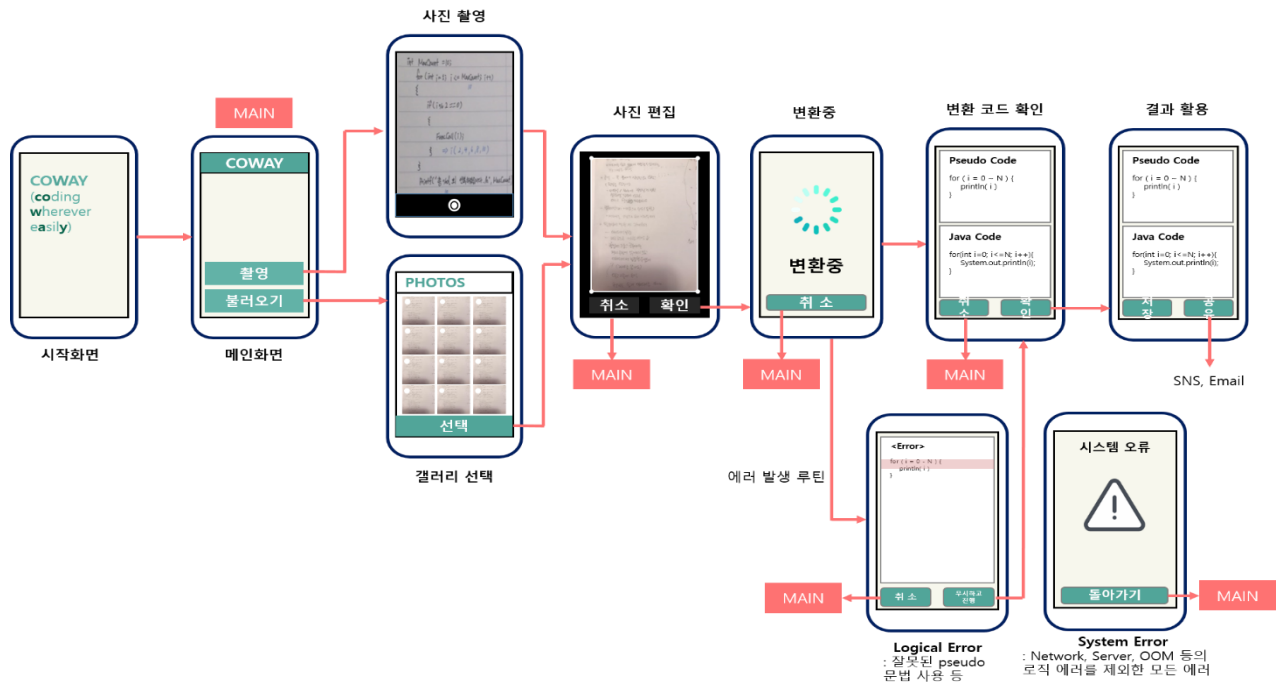 사진 촬영
MAIN
사진 편집
변환중
변환 코드 확인
결과 활용
COWAY
(coding
wherever
easily)
시작화면
COWAY
촬영
불러오기
메인화면
PHOTOS
선택
갤러리 선택
취소
확인
MAIN
변환중
취 소
MAIN
Pseudo Code
for ( i = 0 – N ) {
println( i )
}
Java Code
for(int i=0; i<=N; i++){
System.out.println(i);
}
취소
확인
MAIN
Pseudo Code
for ( i = 0 – N ) {
println( i )
}
Java Code
for(int i=0; i<=N; i++){
System.out.println(i);
}
저장
공유
SNS, Email
에러 발생 루틴
<Error>
for ( i = 0 – N ) {
println( i )
}
취 소
무시하고
진행
MAIN
Logical Error
: 잘못된 pseudo
문법 사용 등
시스템 오류
돌아가기
MAIN
System Error
: Network, Server, OOM 등의
로직 에러를 제외한 모든 에러